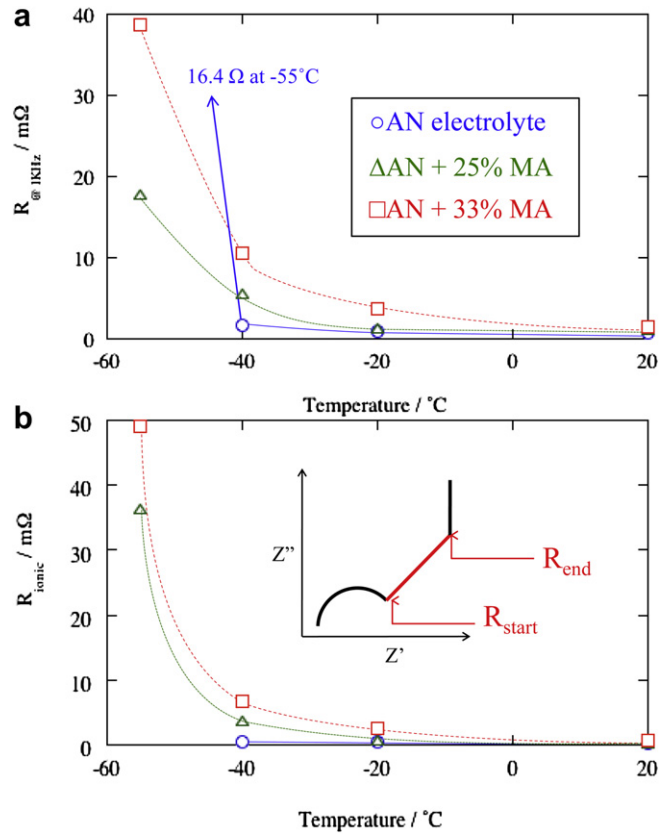 a
40
30
20
10
0
R@ 1KHz / mΩ
16.4 Ω at -55˚C
AN electrolyte
AN + 25% MA
AN + 33% MA
-60
-40
-20
0
20
Temperature / ˚C
b
50
40
30
20
10
0
Rionic / mΩ
Z"
Z'
Rend
Rstart
-60
-40
-20
0
20
Temperature / ˚C